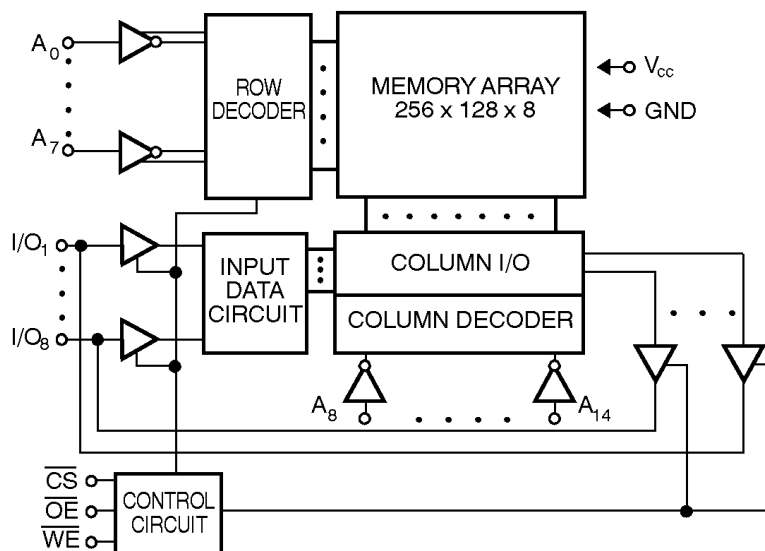 A0
ROW
DECODER
MEMORY ARRAY
256 x 128 x 8
Vcc
GND
A7
I/O1
INPUT
DATA
CIRCUIT
COLUMN I/O
COLUMN DECODER
I/O8
A8
A14
CS
OE
WE
CONTROL
CIRCUIT